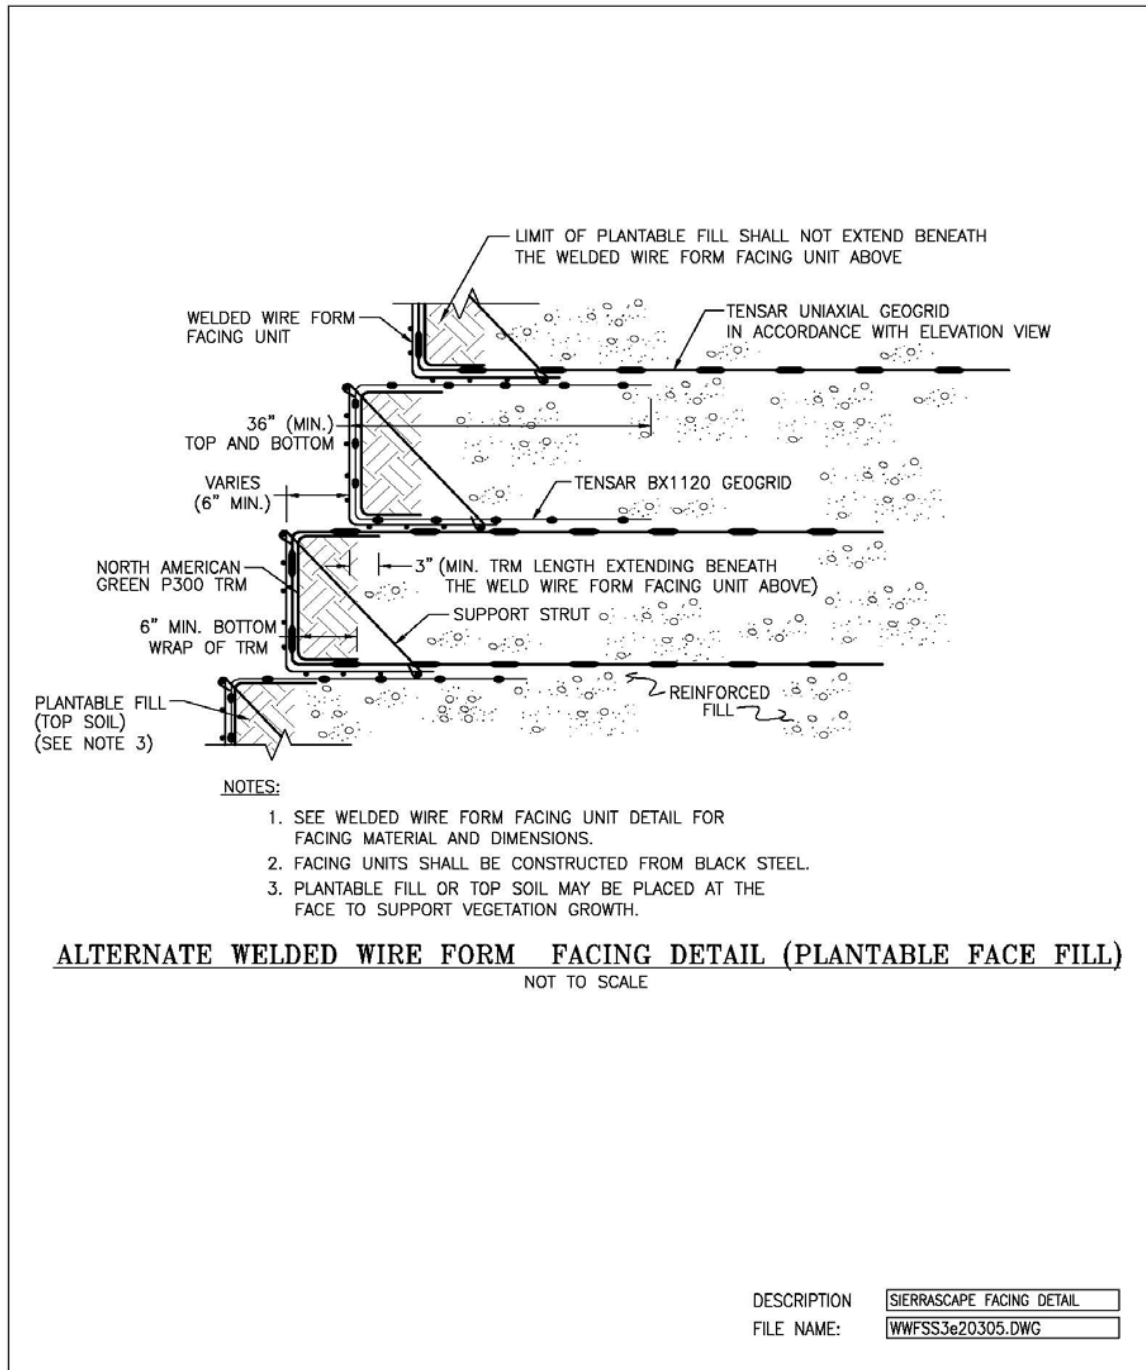 LIMIT OF PLANTABLE FILL SHALL NOT EXTEND BENEATH
THE WELDED WIRE FORM FACING UNIT ABOVE
WELDED WIRE FORM
FACING UNIT
TENSAR UNIAXIAL GEOGRID
IN ACCORDANCE WITH ELEVATION VIEW
36" (MIN.)
TOP AND BOTTOM
VARIES
(6" MIN.)
TENSAR BX1120 GEOGRID
NORTH AMERICAN
GREEN P300 TRM
3" (MIN. TRM LENGTH EXTENDING BENEATH
THE WELD WIRE FORM FACING UNIT ABOVE)
SUPPORT STRUT
6" MIN. BOTTOM
WRAP OF TRM
REINFORCED
FILL
PLANTABLE FILL
(TOP SOIL)
(SEE NOTE 3)
NOTES:
1. SEE WELDED WIRE FORM FACING UNIT DETAIL FOR
FACING MATERIAL AND DIMENSIONS.
2. FACING UNITS SHALL BE CONSTRUCTED FROM BLACK STEEL.
3. PLANTABLE FILL OR TOP SOIL MAY BE PLACED AT THE
FACE TO SUPPORT VEGETATION GROWTH.
ALTERNATE WELDED WIRE FORM FACING DETAIL (PLANTABLE FACE FILL)
NOT TO SCALE
DESCRIPTION SIERRASCAPE FACING DETAIL
FILE NAME: WWFSS3e20305.DWG